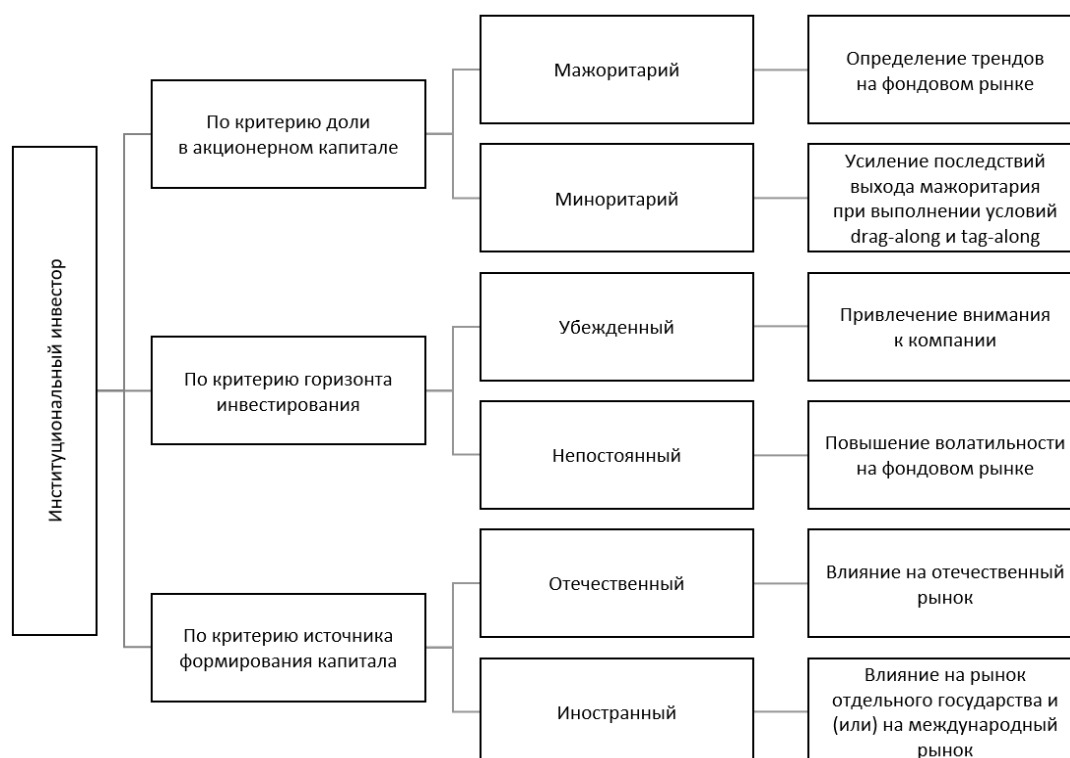 Институциональный инвестор
По критерию доли
в акционерном капитале
Мажоритарий
Определение трендов
на фондовом рынке
Миноритарий
Усиление последствий
выхода мажоритария
при выполнении условий
drag-along и tag-along
По критерию горизонта
инвестирования
Убежденный
Привлечение внимания
к компании
Непостоянный
Повышение волатильности
на фондовом рынке
По критерию источника
формирования капитала
Отечественный
Влияние на отечественный
рынок
Иностранный
Влияние на рынок
отдельного государства и
(или) на международный
рынок